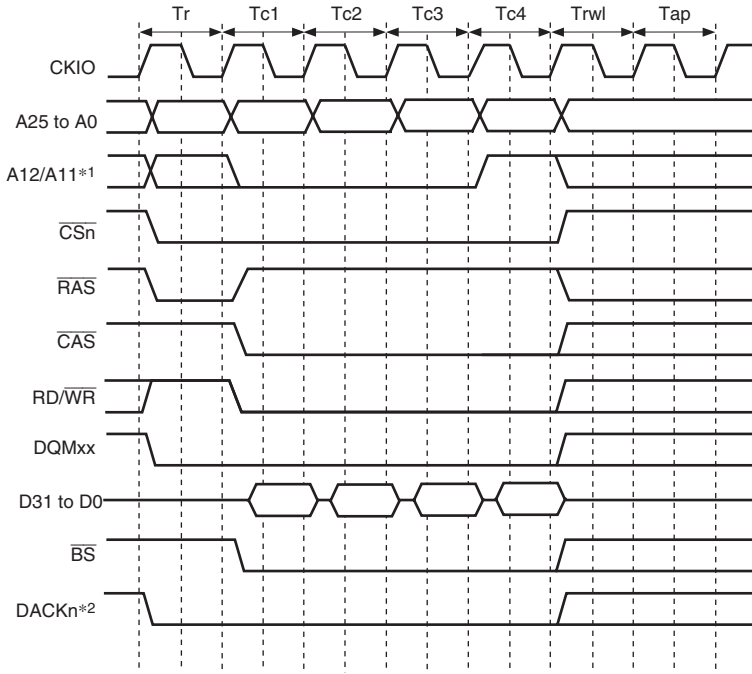 Tr Tc1 Tc2 Tc3 Tc4 Trwl Tap
CKIO
A25 to A0
A12/A11*1
CSn
RAS
CAS
RD/WR
DQMxx
D31 to D0
BS
DACKn*2